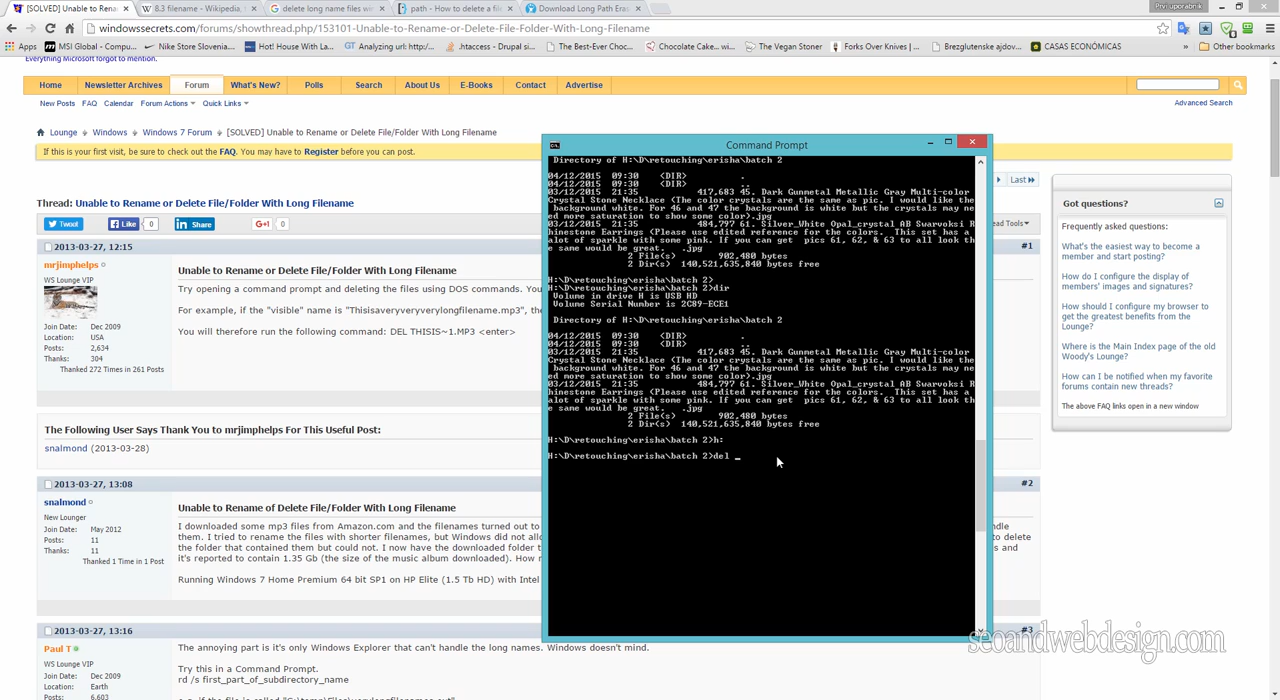 [SOLVED] Unable to Ren
8.3 filename - Wikipedia, t
delete long name files win
path - How to delete a file
Download Long Path Eras
Prvi uporabnik
windowssecrets.com/forums/showthread.php/153101-Unable-to-Rename-or-Delete-File-Folder-With-Long-Filename
Apps
MSI Global - Compu...
Nike Store Slovenia...
Hot! House With La...
Analyzing url: http:...
.htaccess - Drupal si...
The Best-Ever Choc...
Chocolate Cake...wi...
The Vegan Stoner
Forks Over Knives |...
Brezglutenske azijsk...
CASAS ECONÓMICAS
Other bookmarks
Everything Microsoft forgot to mention.
Home
Newsletter Archives
Forum
What's New?
Polls
Search
About Us
E-Books
Contact
Advertise
New Posts
FAQ
Calendar
Forum Actions
Quick Links
Advanced Search
Lounge
Windows
Windows 7 Forum
[SOLVED] Unable to Rename or Delete File/Folder With Long Filename
If this is your first visit, be sure to check out the FAQ. You may have to Register before you can post.
Last
Thread: Unable to Rename or Delete File/Folder With Long Filename
Tweet
Like
0
Share
G+1
0
ead Tools
2013-03-27, 12:15
#1
mrjimphelps
WS Lounge VIP
Join Date: Dec 2009
Location: USA
Posts: 2,634
Thanks: 304
Thanked 272 Times in 261 Posts
Unable to Rename or Delete File/Folder With Long Filename
Try opening a command prompt and deleting the files using DOS commands. You
For example, if the "visible" name is "Thisaveryverylongfilename.mp3", the
You will therefore run the following command: DEL THISIS~1.MP3 <enter>
The Following User Says Thank You to mrjimphelps For This Useful Post:
snalmond (2013-03-28)
2013-03-27, 13:08
#2
snalmond
New Lounger
Join Date: May 2012
Posts: 11
Thanks: 11
Thanked 1 Time in 1 Post
Unable to Rename of Delete File/Folder With Long Filename
I downloaded some mp3 files from Amazon.com and the filenames turned out to
ndle
them. I tried to rename the files with shorter filenames, but Windows did not allo
to delete
the folder that contained them but could not. I now have the downloaded folder t
s and
it's reported to contain 1.35 Gb (the size of the music album downloaded). How
Running Windows 7 Home Premium 64 bit SP1 on HP Elite (1.5 Tb HD) with Intel
2013-03-27, 13:16
#3
Paul T
WS Lounge VIP
Join Date: Dec 2009
Location: Earth
Posts: 6,603
The annoying part is it's only Windows Explorer that can't handle the long names. Windows doesn't mind.
Try this in a Command Prompt.
rd /s first_part_of_subdirectory_name
Command Prompt
Directory of H:\D\retouching\erisha\batch 2
04/12/2015 09:30 <DIR> .
04/12/2015 09:30 <DIR> ..
03/12/2015 21:35 417,683 45. Dark Gunmetal Metallic Gray Multi-color
Crystal Stone Necklace (The color crystals are the same as pic. I would like the
background white. For 46 and 47 the background is white but the crystals may ne
ed more saturation to show some color).jpg
03/12/2015 21:35 484,797 61. Silver_White Opal_crystal AB Swarvoksi R
hinestone Earrings (Please use edited reference for the colors. This set has a
alot of sparkle with some pink. If you can get pics 61, 62, & 63 to all look th
e same would be great. .jpg
2 File(s) 902,480 bytes
2 Dir(s) 140,521,635,840 bytes free
H:\D\retouching\erisha\batch 2>
H:\D\retouching\erisha\batch 2>dir
Volume in drive H is USB HD
Volume Serial Number is 2C89-ECE1
Directory of H:\D\retouching\erisha\batch 2
04/12/2015 09:30 <DIR> .
04/12/2015 09:30 <DIR> ..
03/12/2015 21:35 417,683 45. Dark Gunmetal Metallic Gray Multi-color
Crystal Stone Necklace (The color crystals are the same as pic. I would like the
background white. For 46 and 47 the background is white but the crystals may ne
ed more saturation to show some color).jpg
03/12/2015 21:35 484,797 61. Silver_White Opal_crystal AB Swarvoksi R
hinestone Earrings (Please use edited reference for the colors. This set has a
alot of sparkle with some pink. If you can get pics 61, 62, & 63 to all look th
e same would be great. .jpg
2 File(s) 902,480 bytes
2 Dir(s) 140,521,635,840 bytes free
H:\D\retouching\erisha\batch 2>h:
H:\D\retouching\erisha\batch 2>del _
Got questions?
Frequently asked questions:
What's the easiest way to become a
member and start posting?
How do I configure the display of
members' images and signatures?
How should I configure my browser to
get the greatest benefits from the
Forum?
Where is the Main Index page of the old
Woody's Lounge?
How can I be notified when my favorite
forums contain new threads?
The above FAQ links open in a new window
seoandwebdesign.com